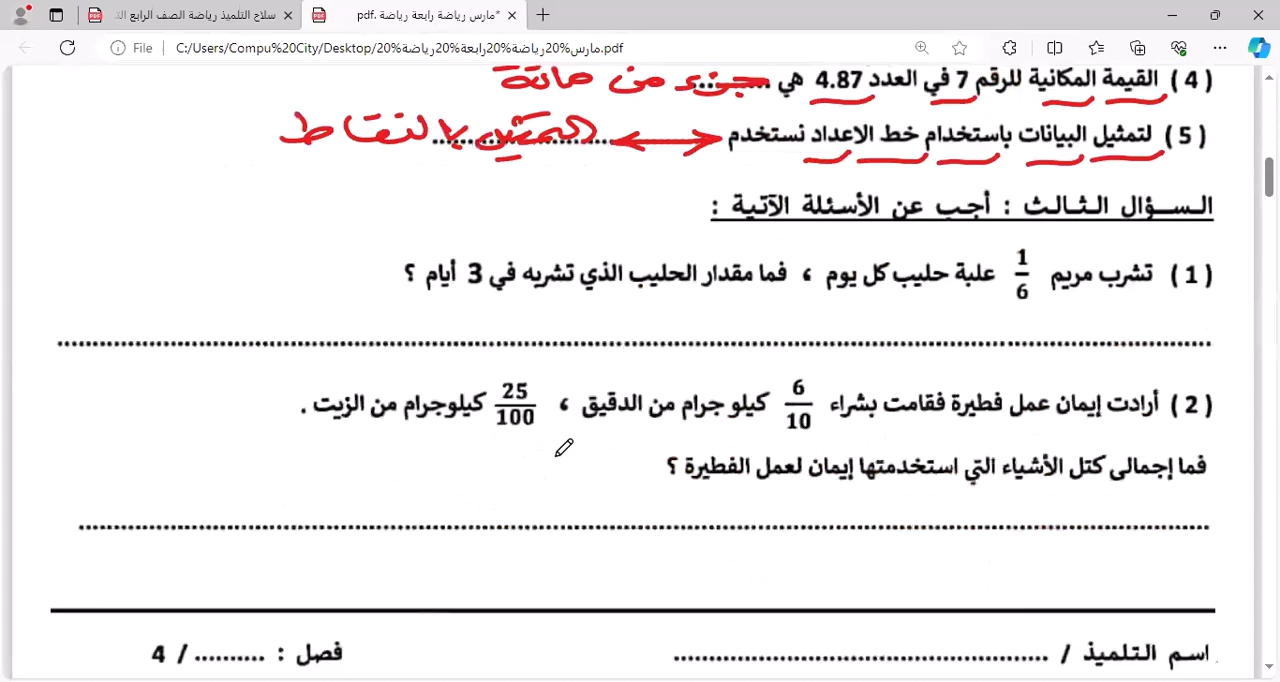 سلاح التلميذ رياضة الصف الرابع الت
مارس رياضة رابعة رياضة .pdf*
File
C:/Users/Compu%20City/Desktop/20%مارس%20رياضة%20رابعة%20رياضة.pdf
( 4 ) القيمة المكانية للرقم 7 في العدد 4.87 هي ........ جزء من مائة
( 5 ) لتمثيل البيانات باستخدام خط الاعداد نستخدم ........ التمثيل بالنقاط
السؤال الثالث : أجب عن الأسئلة الآتية :
( 1 ) تشرب مريم 1/6 علبة حليب كل يوم ، فما مقدار الحليب الذي تشربه في 3 أيام ؟
( 2 ) أرادت إيمان عمل فطيرة فقامت بشراء 6/10 كيلو جرام من الدقيق ، 25/100 كيلوجرام من الزيت .
فما إجمالى كتل الأشياء التي استخدمتها إيمان لعمل الفطيرة ؟
اسم التلميذ / ........ فصل : .......... / 4